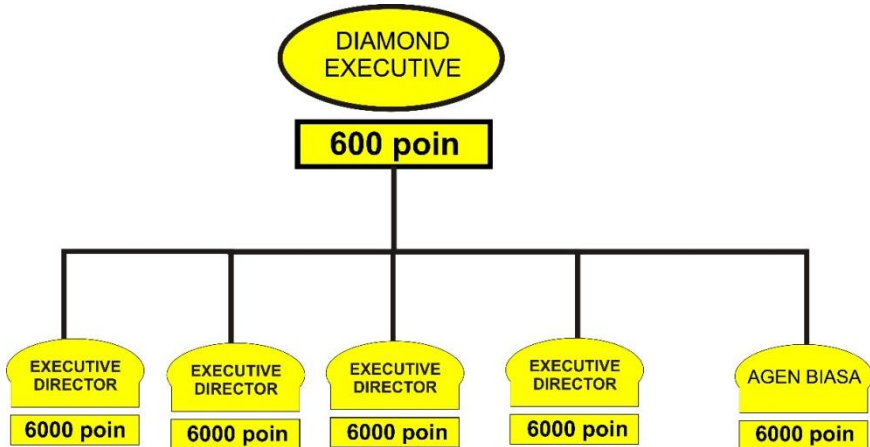 DIAMOND
EXECUTIVE
600 poin
EXECUTIVE
DIRECTOR
6000 poin
EXECUTIVE
DIRECTOR
6000 poin
EXECUTIVE
DIRECTOR
6000 poin
EXECUTIVE
DIRECTOR
6000 poin
AGEN BIASA
6000 poin